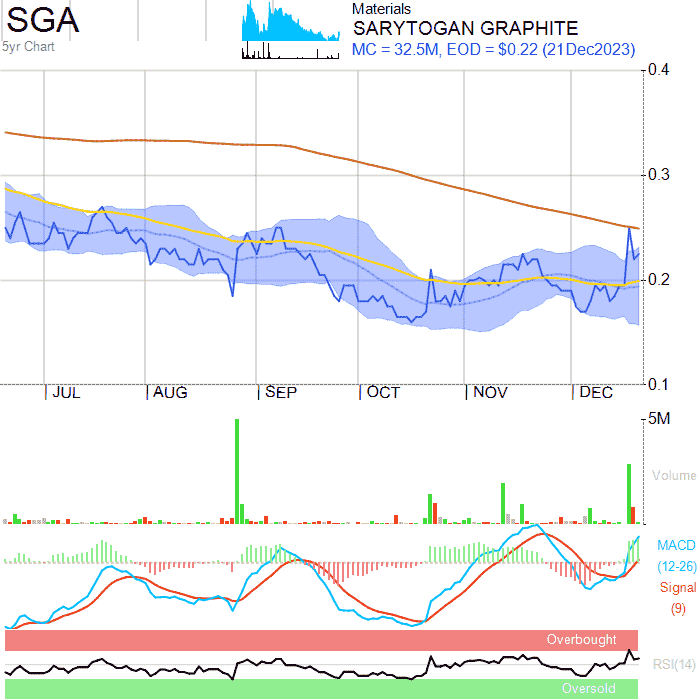 SGA
5yr Chart
Materials
SARYTOGAN GRAPHITE
MC = 32.5M, EOD = $0.22 (21Dec2023)
0.4
0.3
0.2
0.1
JUL AUG SEP OCT NOV DEC
5M
Volume
MACD
(12-26)
Signal
(9)
Overbought
RSI(14)
Oversold